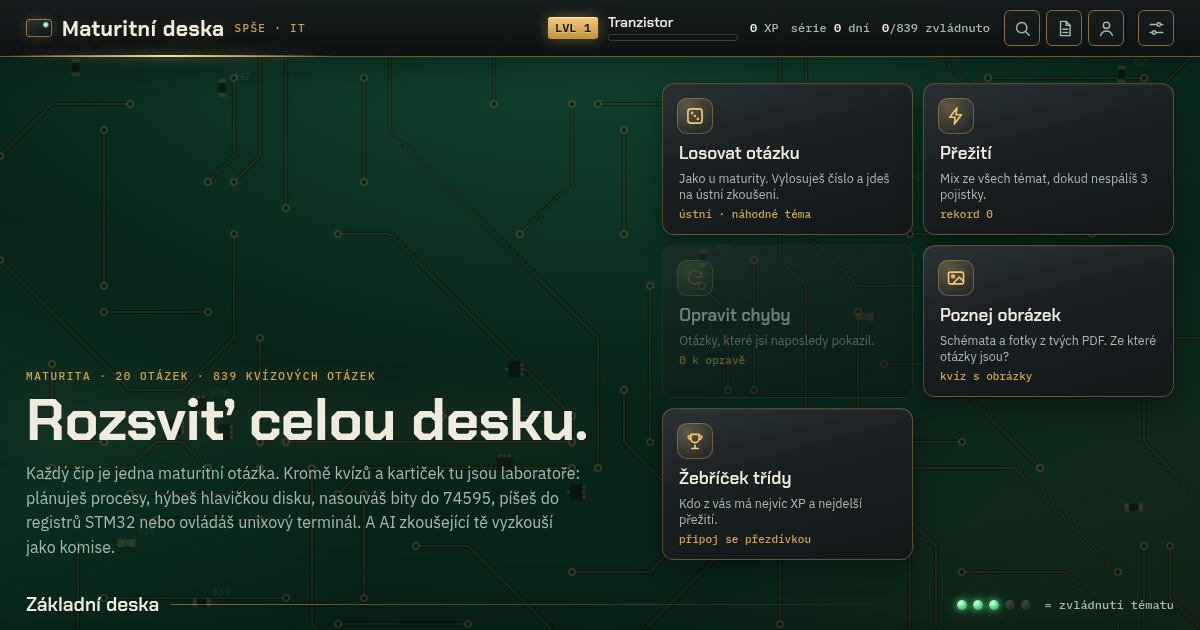 Maturitní deska SPŠE · IT
LVL 1 Tranzistor 0 XP série 0 dní 0/839 zvládnuto
Losovat otázku
Jako u maturity. Vylosuješ číslo a jdeš
na ústní zkoušení.
ústní · náhodné téma
Přežití
Mix ze všech témat, dokud nespálíš 3
pojistky.
rekord 0
Opravit chyby
Otázky, které jsi naposledy pokazil.
0 k opravě
Poznej obrázek
Schémata a fotky z tvých PDF. Ze které
otázky jsou?
kvíz s obrázky
Žebříček třídy
Kdo z vás má nejvíc XP a nejdelší
přežití.
připoj se přezdívkou
MATURITA · 20 OTÁZEK · 839 KVÍZOVÝCH OTÁZEK
Rozsviť celou desku.
Každý čip je jedna maturitní otázka. Kromě kvízů a kartiček tu jsou laboratoře:
plánuješ procesy, hýbeš hlavičkou disku, nasouváš bity do 74595, píšeš do
registrů STM32 nebo ovládáš unixový terminál. A AI zkoušející tě vyzkouší
jako komise.
Základní deska
= zvládnutí tématu